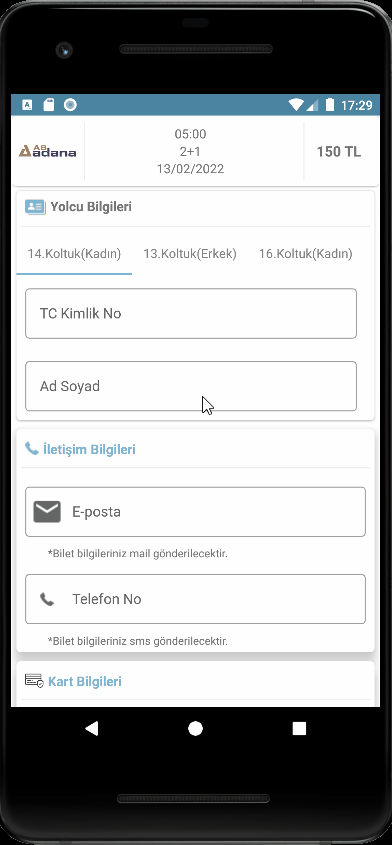 17:29
AS
adana
05:00
2+1
13/02/2022
150 TL
Yolcu Bilgileri
14.Koltuk(Kadın) 13.Koltuk(Erkek) 16.Koltuk(Kadın)
TC Kimlik No
Ad Soyad
İletişim Bilgileri
E-posta
*Bilet bilgileriniz mail gönderilecektir.
Telefon No
*Bilet bilgileriniz sms gönderilecektir.
Kart Bilgileri